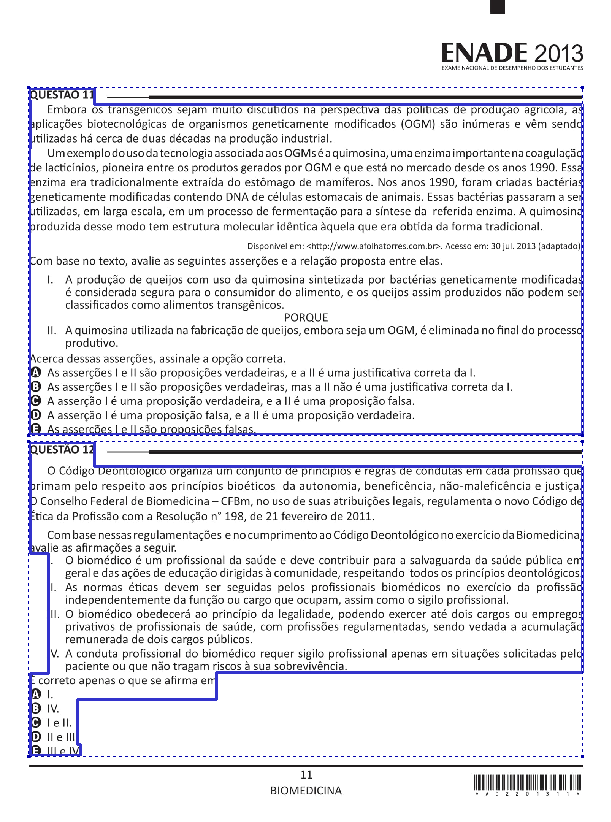 ENADE 2013
EXAME NACIONAL DE DESEMPENHO DOS ESTUDANTES
QUESTÃO 11
Embora os transgênicos sejam muito discutidos na perspectiva das políticas de produção agrícola, as
aplicações biotecnológicas de organismos geneticamente modificados (OGM) são inúmeras e vêm sendo
utilizadas há cerca de duas décadas na produção industrial.
Um exemplo do uso da tecnologia associada aos OGMs é a quimosina, uma enzima importante na coagulação
de lacticínios, pioneira entre os produtos gerados por OGM e que está no mercado desde os anos 1990. Essa
enzima era tradicionalmente extraída do estômago de mamíferos. Nos anos 1990, foram criadas bactérias
geneticamente modificadas contendo DNA de células estomacais de animais. Essas bactérias passaram a ser
utilizadas, em larga escala, em um processo de fermentação para a síntese da referida enzima. A quimosina
produzida desse modo tem estrutura molecular idêntica àquela que era obtida da forma tradicional.
Disponível em: <http://www.afolhatorres.com.br>. Acesso em: 30 jul. 2013 (adaptado).
Com base no texto, avalie as seguintes asserções e a relação proposta entre elas.
I. A produção de queijos com uso da quimosina sintetizada por bactérias geneticamente modificadas
é considerada segura para o consumidor do alimento, e os queijos assim produzidos não podem ser
classificados como alimentos transgênicos.
PORQUE
II. A quimosina utilizada na fabricação de queijos, embora seja um OGM, é eliminada no final do processo
produtivo.
Acerca dessas asserções, assinale a opção correta.
A As asserções I e II são proposições verdadeiras, e a II é uma justificativa correta da I.
B As asserções I e II são proposições verdadeiras, mas a II não é uma justificativa correta da I.
C A asserção I é uma proposição verdadeira, e a II é uma proposição falsa.
D A asserção I é uma proposição falsa, e a II é uma proposição verdadeira.
E As asserções I e II são proposições falsas.
QUESTÃO 12
O Código Deontológico organiza um conjunto de princípios e regras de condutas em cada profissão que
primam pelo respeito aos princípios bioéticos da autonomia, beneficência, não-maleficência e justiça.
O Conselho Federal de Biomedicina – CFBm, no uso de suas atribuições legais, regulamenta o novo Código de
Ética da Profissão com a Resolução n° 198, de 21 fevereiro de 2011.
Com base nessas regulamentações e no cumprimento ao Código Deontológico no exercício da Biomedicina,
avalie as afirmações a seguir.
I. O biomédico é um profissional da saúde e deve contribuir para a salvaguarda da saúde pública em
geral e das ações de educação dirigidas à comunidade, respeitando todos os princípios deontológicos.
II. As normas éticas devem ser seguidas pelos profissionais biomédicos no exercício da profissão
independentemente da função ou cargo que ocupam, assim como o sigilo profissional.
III. O biomédico obedecerá ao princípio da legalidade, podendo exercer até dois cargos ou empregos
privativos de profissionais de saúde, com profissões regulamentadas, sendo vedada a acumulação
remunerada de dois cargos públicos.
IV. A conduta profissional do biomédico requer sigilo profissional apenas em situações solicitadas pelo
paciente ou que não tragam riscos à sua sobrevivência.
É correto apenas o que se afirma em
A I.
B IV.
C I e II.
D II e III.
E III e IV.
11
BIOMEDICINA
*A0220131 1*